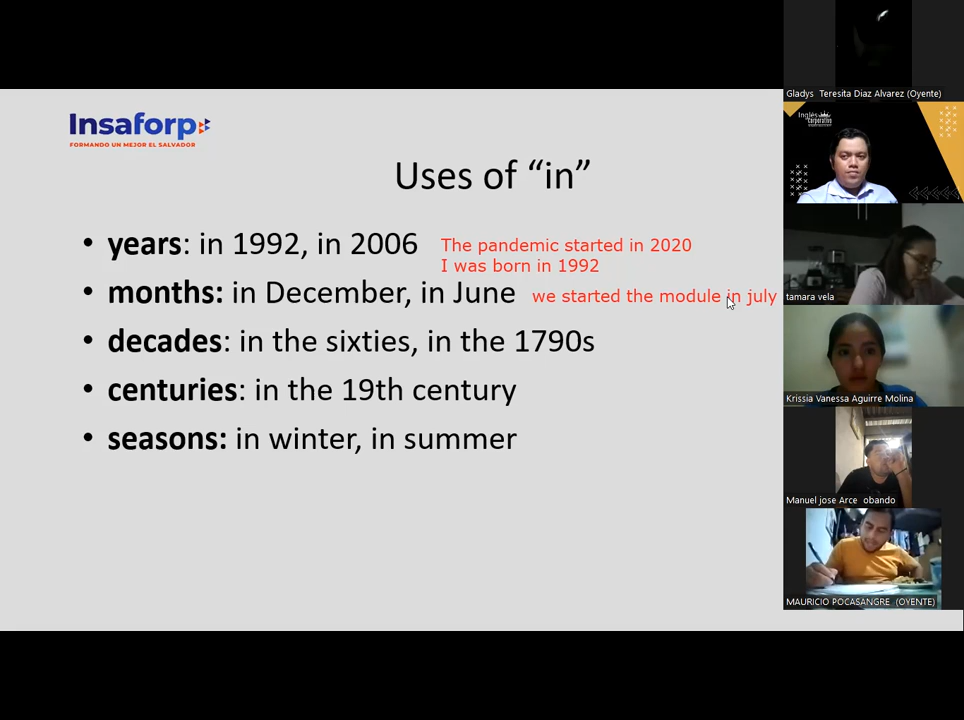 Insaforp
FORMANDO UN MEJOR EL SALVADOR
Uses of “in”
• years: in 1992, in 2006
The pandemic started in 2020
I was born in 1992
• months: in December, in June
we started the module in july
• decades: in the sixties, in the 1790s
• centuries: in the 19th century
• seasons: in winter, in summer
Gladys Teresita Diaz Alvarez (Oyente)
Inglés
corporativo
tamara vela
Krissia Vanessa Aguirre Molina
Manuel jose Arce obando
MAURICIO POCASANGRE (OYENTE)